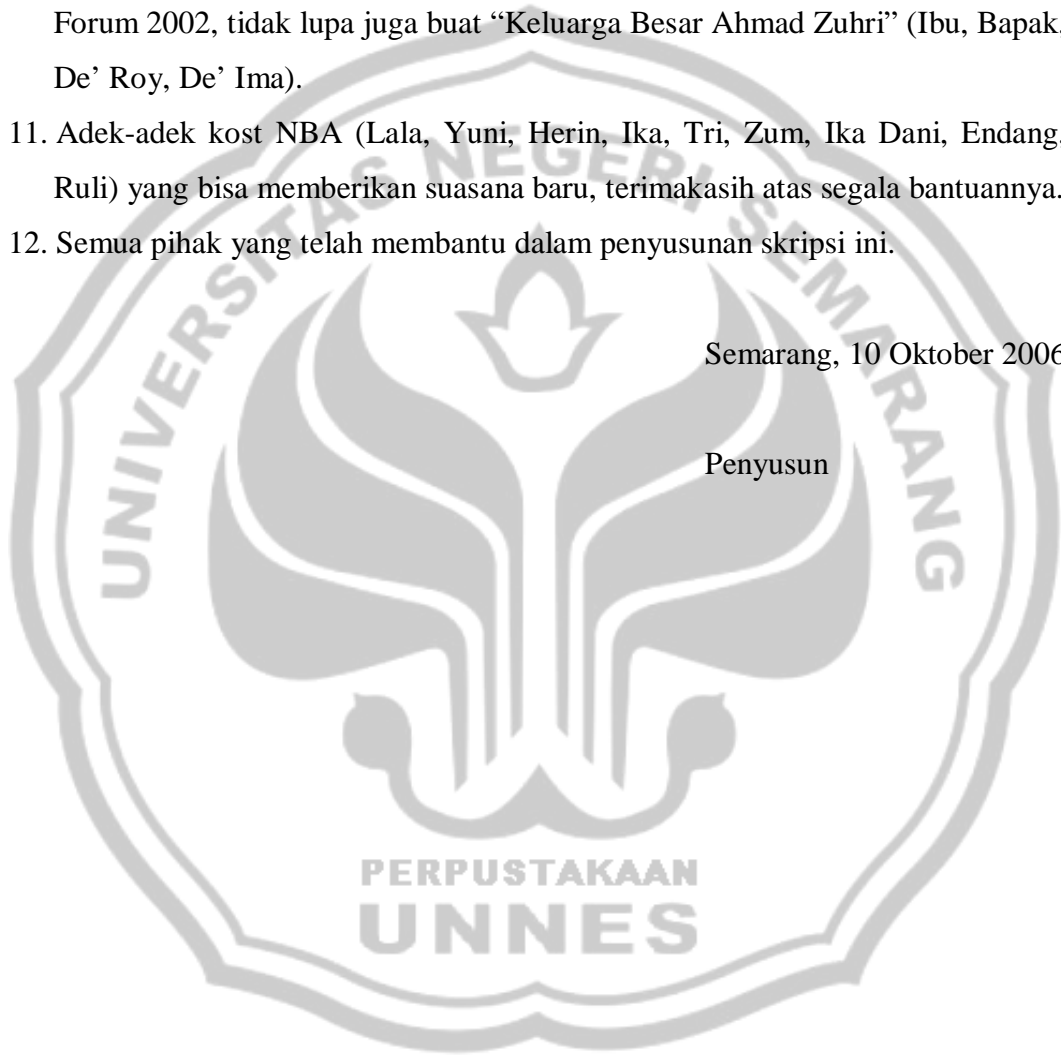 Forum 2002, tidak lupa juga buat “Keluarga Besar Ahmad Zuhri” (Ibu, Bapak,
De’ Roy, De’ Ima).
11. Adek-adek kost NBA (Lala, Yuni, Herin, Ika, Tri, Zum, Ika Dani, Endang,
Ruli) yang bisa memberikan suasana baru, terimakasih atas segala bantuannya.
12. Semua pihak yang telah membantu dalam penyusunan skripsi ini.
Semarang, 10 Oktober 2006
Penyusun
UNIVERSITAS NEGERI SEMARANG
PERPUSTAKAAN
UNNES